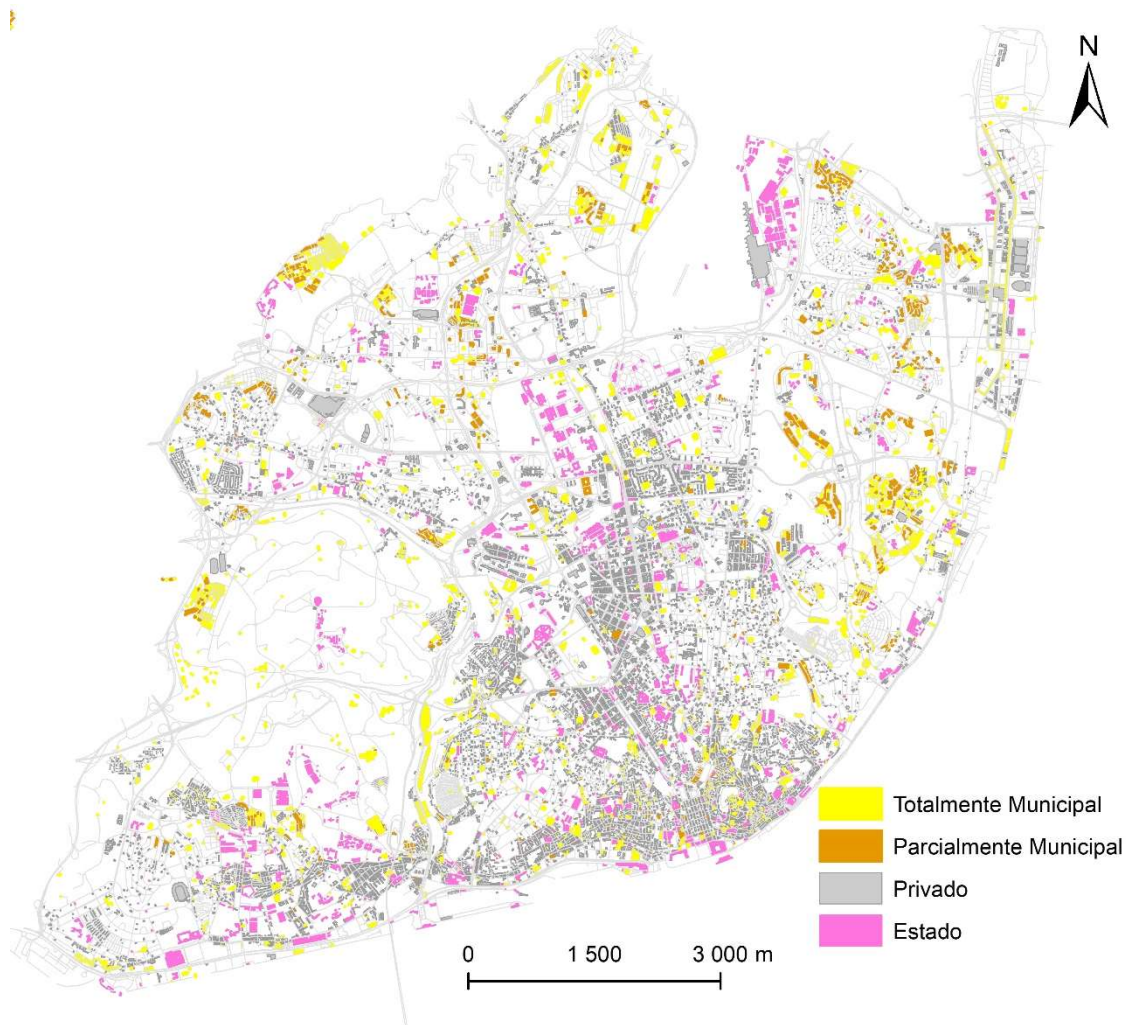 N
Totalmente Municipal
Parcialmente Municipal
Privado
Estado
0 1 500 3 000 m